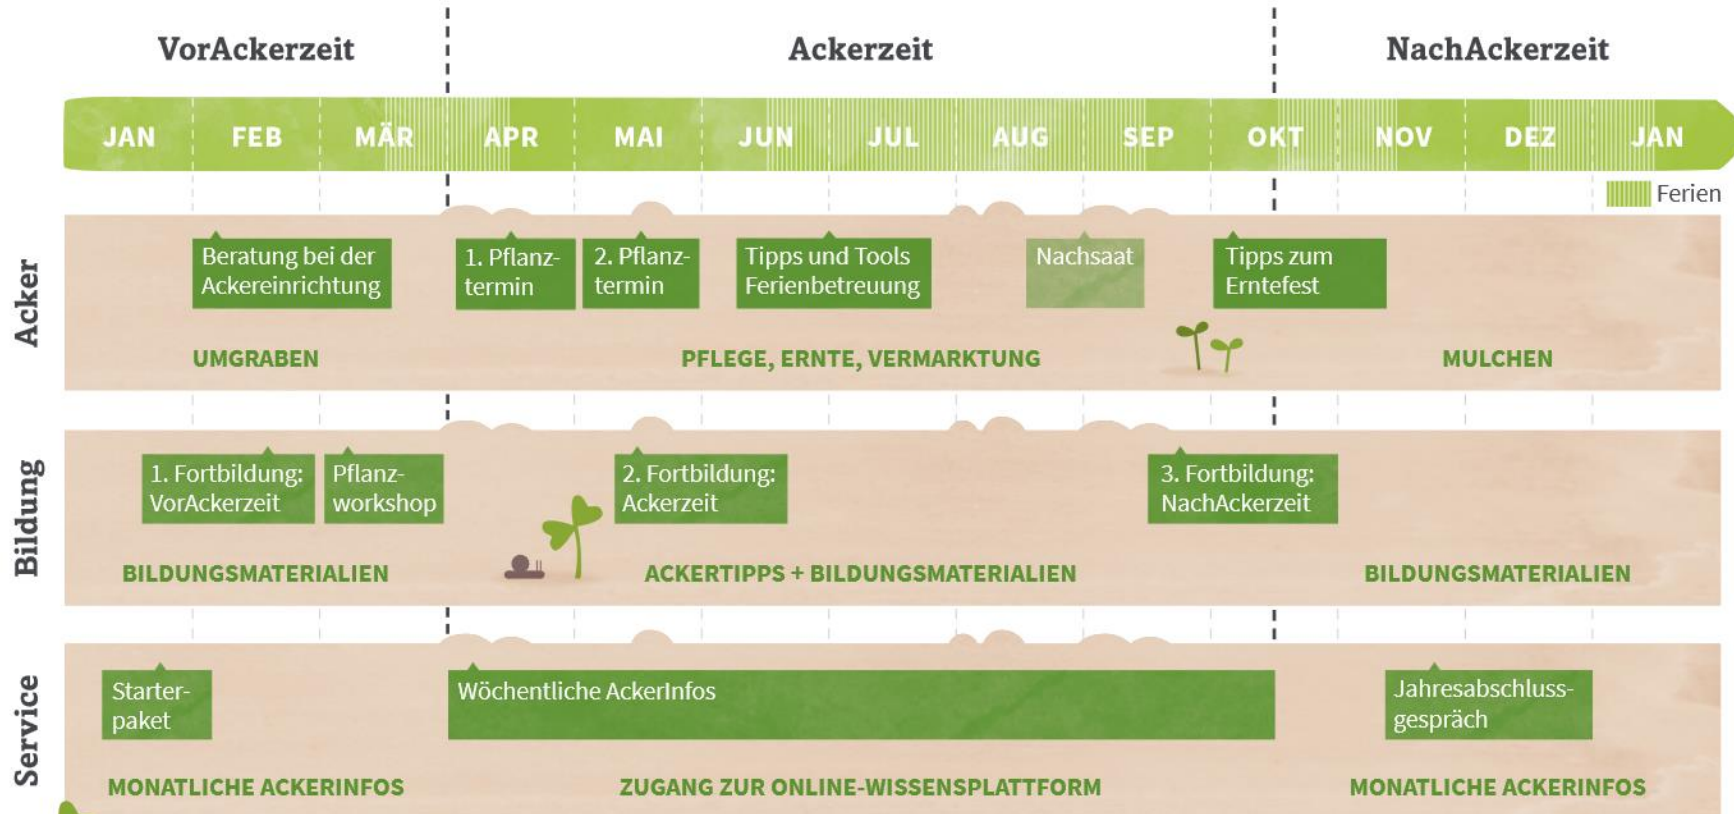 VorAckerzeit
Ackerzeit
NachAckerzeit
JAN FEB MÄR APR MAI JUN JUL AUG SEP OKT NOV DEZ JAN
Ferien
Acker
Beratung bei der
Ackereinrichtung
1. Pflanz-
termin
2. Pflanz-
termin
Tipps und Tools
Ferienbetreuung
Nachsaat
Tipps zum
Erntefest
UMGRABEN
PFLEGE, ERNTE, VERMARKTUNG
MULCHEN
Bildung
1. Fortbildung:
VorAckerzeit
Pflanz-
workshop
2. Fortbildung:
Ackerzeit
3. Fortbildung:
NachAckerzeit
BILDUNGSMATERIALIEN
ACKERTIPPS + BILDUNGSMATERIALIEN
BILDUNGSMATERIALIEN
Service
Starter-
paket
Wöchentliche AckerInfos
Jahresabschluss-
gespräch
MONATLICHE ACKERINFOS
ZUGANG ZUR ONLINE-WISSENSPLATTFORM
MONATLICHE ACKERINFOS